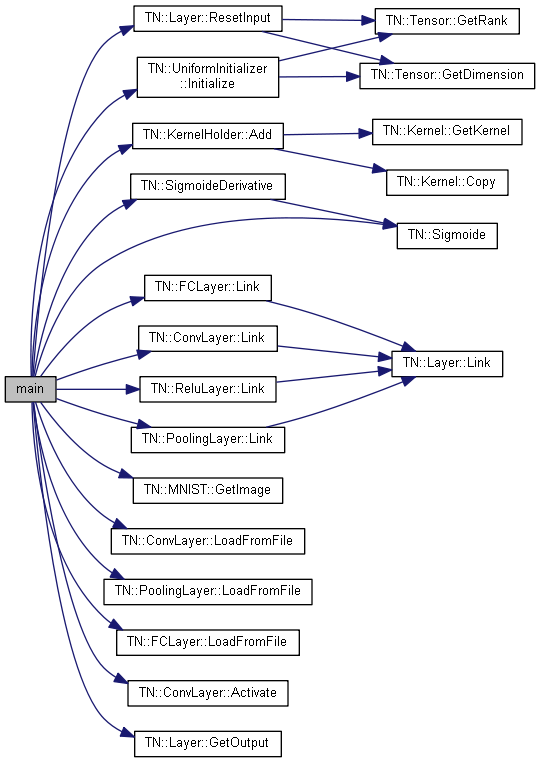 TN::Layer::ResetInput
TN::Tensor::GetRank
TN::UniformInitializer
::Initialize
TN::Tensor::GetDimension
TN::KernelHolder::Add
TN::Kernel::GetKernel
TN::Kernel::Copy
TN::SigmoideDerivative
TN::Sigmoide
TN::FCLayer::Link
TN::ConvLayer::Link
TN::Layer::Link
main
TN::ReluLayer::Link
TN::PoolingLayer::Link
TN::MNIST::GetImage
TN::ConvLayer::LoadFromFile
TN::PoolingLayer::LoadFromFile
TN::FCLayer::LoadFromFile
TN::ConvLayer::Activate
TN::Layer::GetOutput